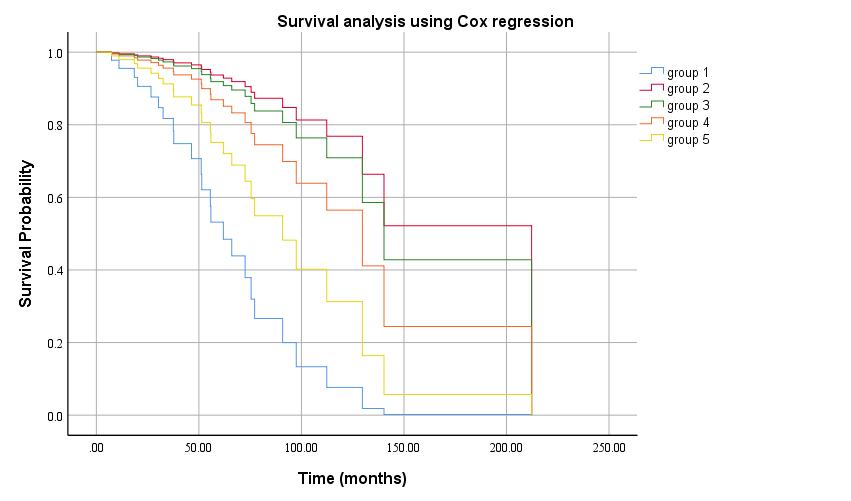 Survival analysis using Cox regression
group 1
group 2
group 3
group 4
group 5
Survival Probability
1.0
0.8
0.6
0.4
0.2
0.0
.00 50.00 100.00 150.00 200.00 250.00
Time (months)